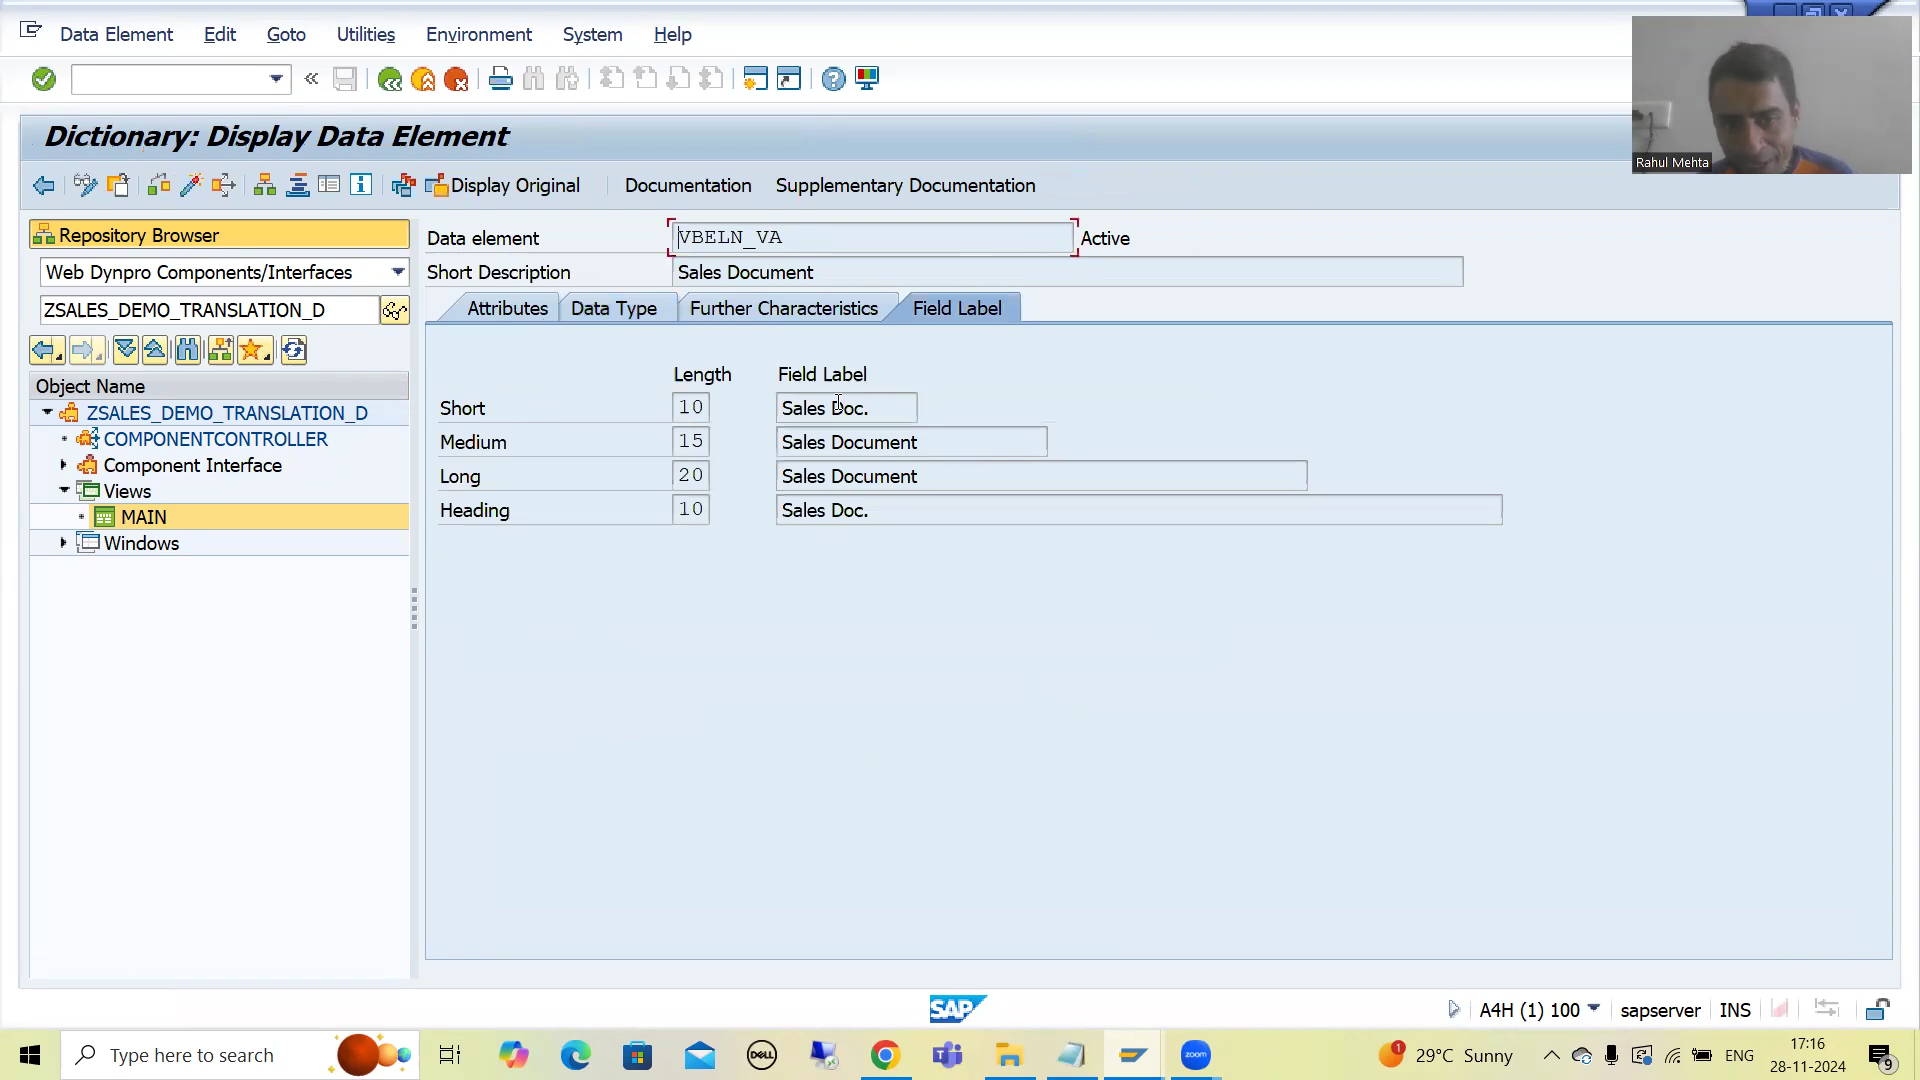 Data Element Edit Goto Utilities Environment System Help
Dictionary: Display Data Element
Display Original Documentation Supplementary Documentation
Rahul Mehta
Repository Browser
Web Dynpro Components/Interfaces
ZSALES_DEMO_TRANSLATION_D
Object Name
ZSALES_DEMO_TRANSLATION_D
COMPONENTCONTROLLER
Component Interface
Views
MAIN
Windows
Data element VBELN_VA Active
Short Description Sales Document
Attributes Data Type Further Characteristics Field Label
Length Field Label
Short 10 Sales Doc.
Medium 15 Sales Document
Long 20 Sales Document
Heading 10 Sales Doc.
SAP
A4H (1) 100 sapserver INS
Type here to search
DELL
zoom
1
29°C Sunny
ENG
17:16
28-11-2024
9